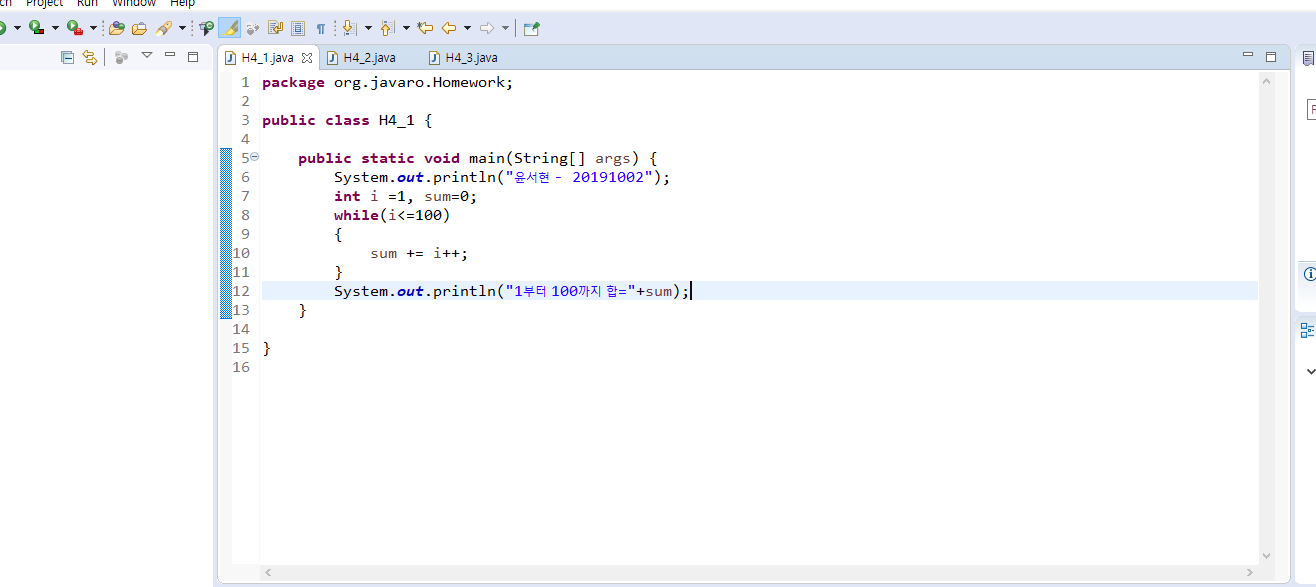 Project Run Window Help
H4_1.java H4_2.java H4_3.java
1 package org.javaro.Homework;
2
3 public class H4_1 {
4
5 public static void main(String[] args) {
6 System.out.println("윤서현 - 20191002");
7 int i =1, sum=0;
8 while(i<=100)
9 {
10 sum += i++;
11 }
12 System.out.println("1부터 100까지 합="+sum);
13 }
14
15 }
16